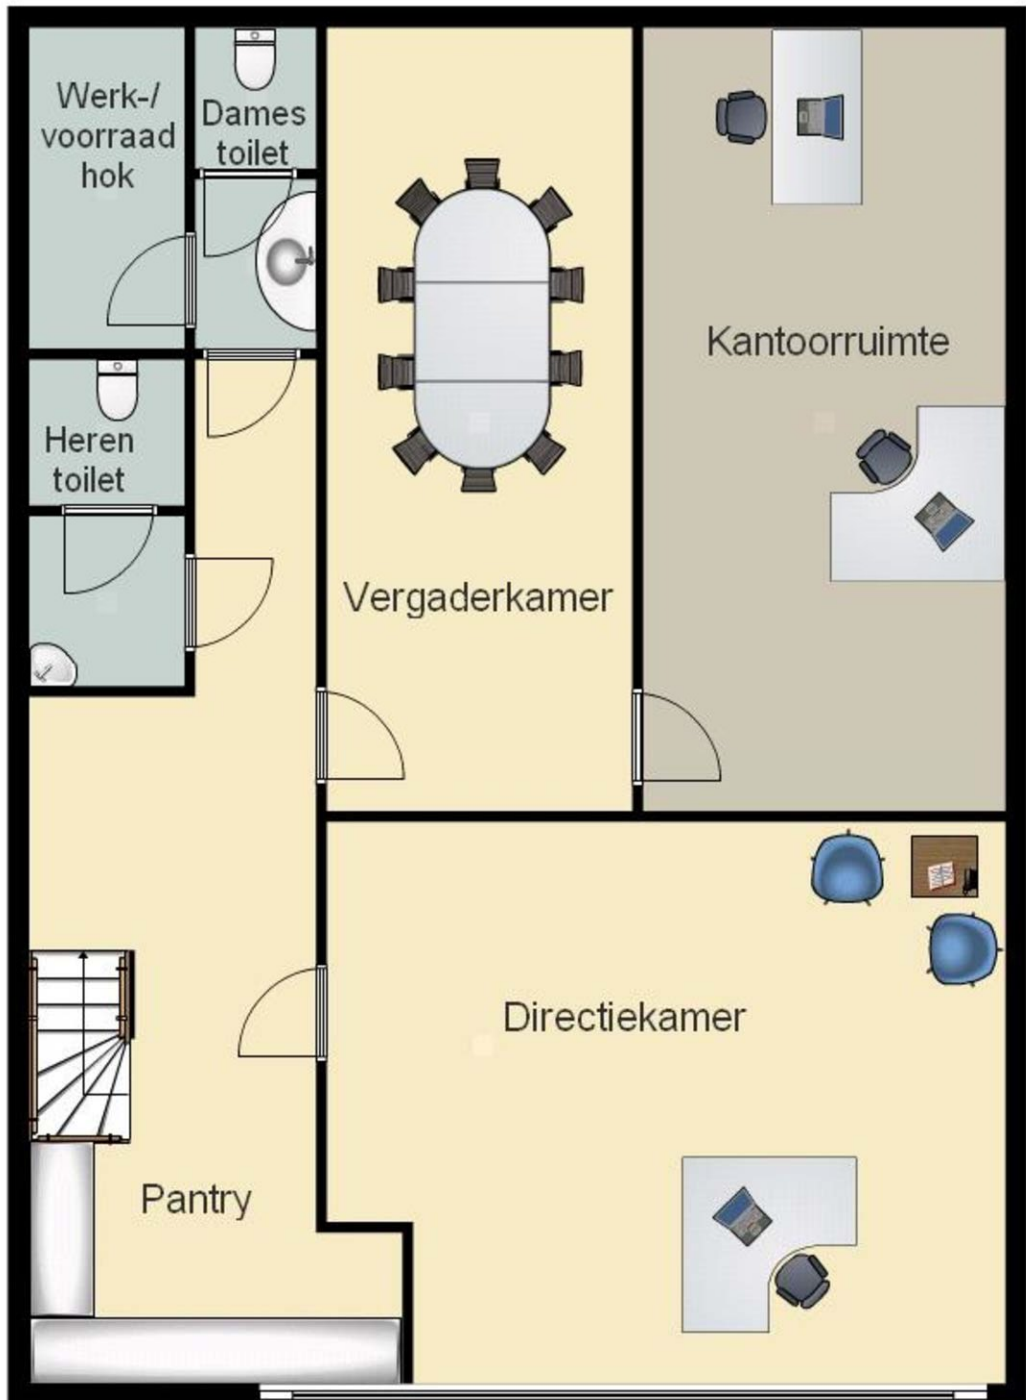 Werk-/
voorraad
hok
Dames
toilet
Kantoorruimte
Heren
toilet
Vergaderkamer
Directiekamer
Pantry